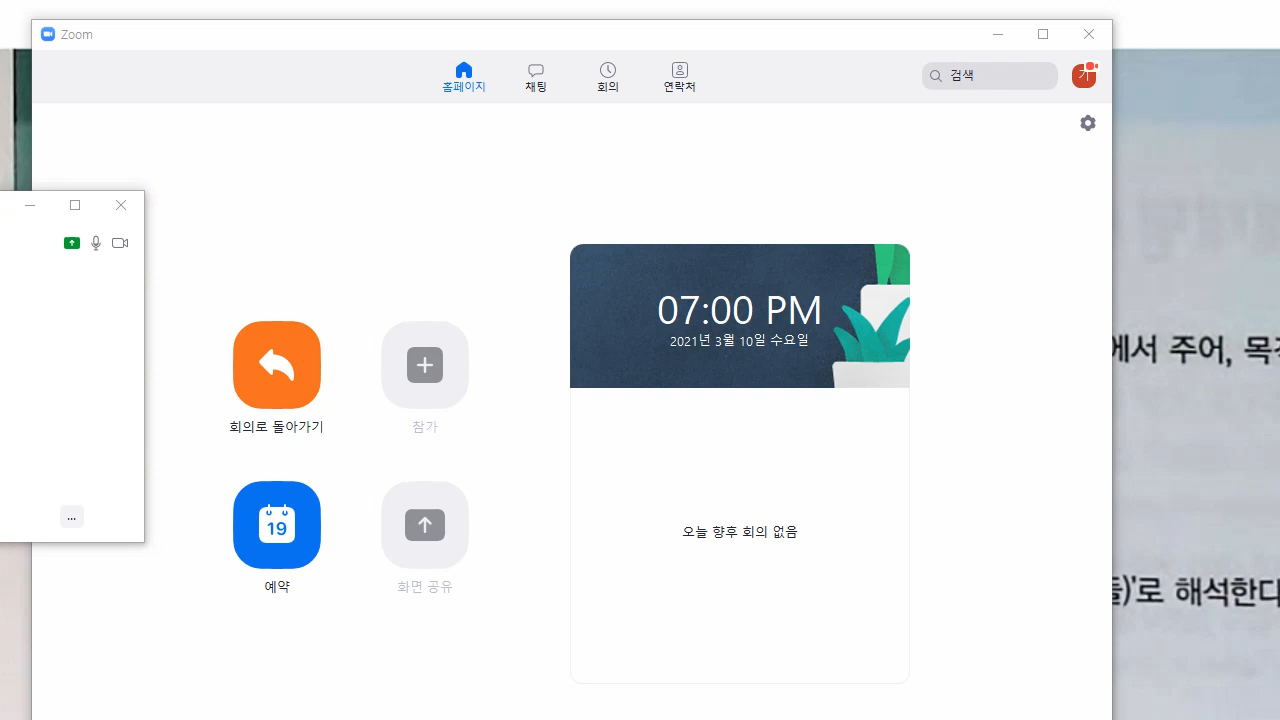 Zoom
홈페이지
채팅
회의
연락처
검색
가
07:00 PM
2021년 3월 10일 수요일
에서 주어, 목적
회의로 돌아가기
참가
...
19
오늘 향후 회의 없음
예약
화면 공유
들)'로 해석한다